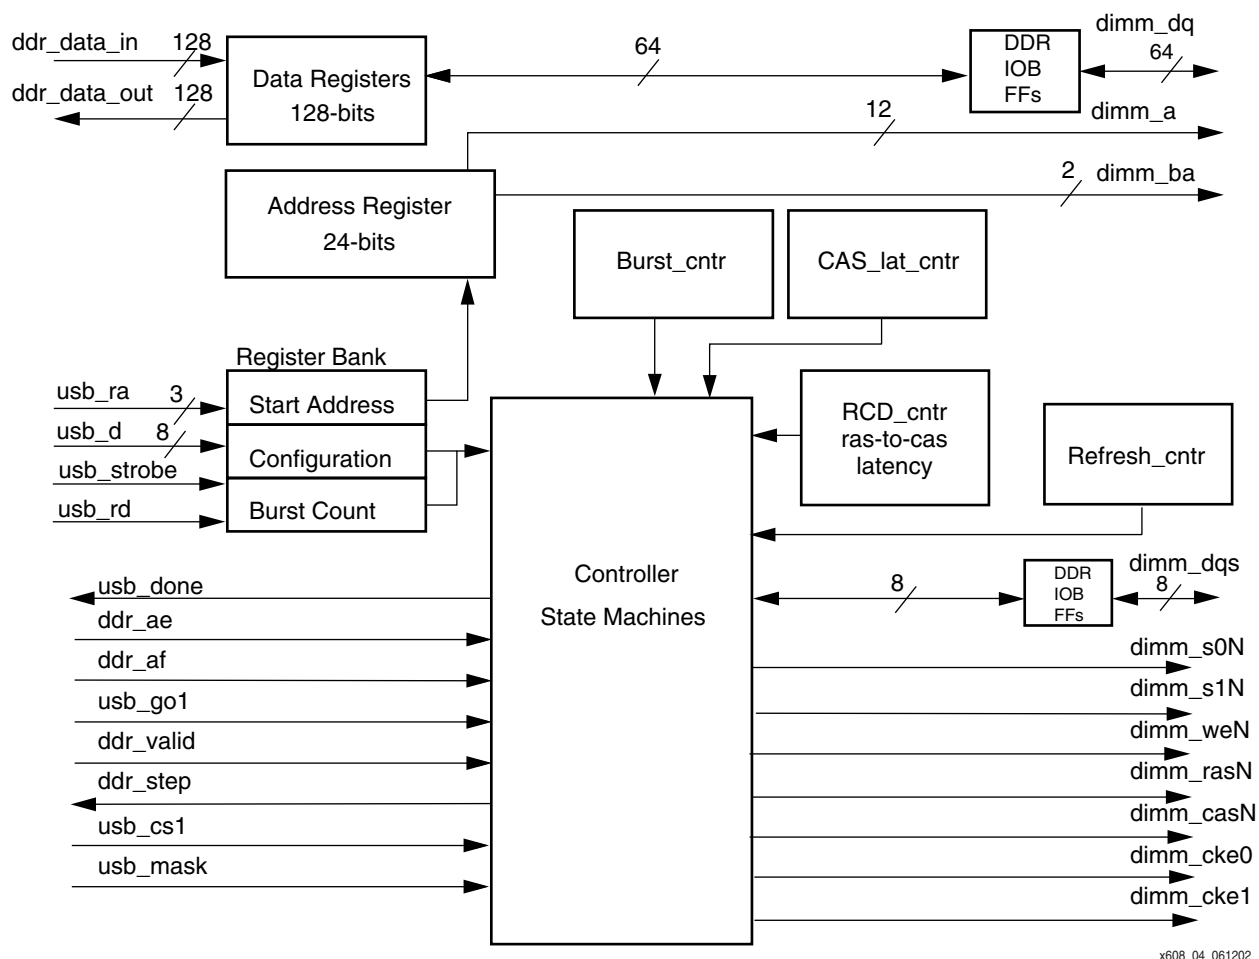 ddr_data_in 128
ddr_data_out 128
Data Registers
128-bits
64
DDR
IOB
FFs
dimm_dq
64
12
dimm_a
2
dimm_ba
Address Register
24-bits
Burst_cntr
CAS_lat_cntr
Register Bank
usb_ra 3
usb_d 8
usb_strobe
usb_rd
Start Address
Configuration
Burst Count
RCD_cntr
ras-to-cas
latency
Refresh_cntr
Controller
State Machines
8
DDR
IOB
FFs
dimm_dqs
8
usb_done
ddr_ae
ddr_af
usb_go1
ddr_valid
ddr_step
usb_cs1
usb_mask
dimm_s0N
dimm_s1N
dimm_weN
dimm_rasN
dimm_casN
dimm_cke0
dimm_cke1
x608_04_061202